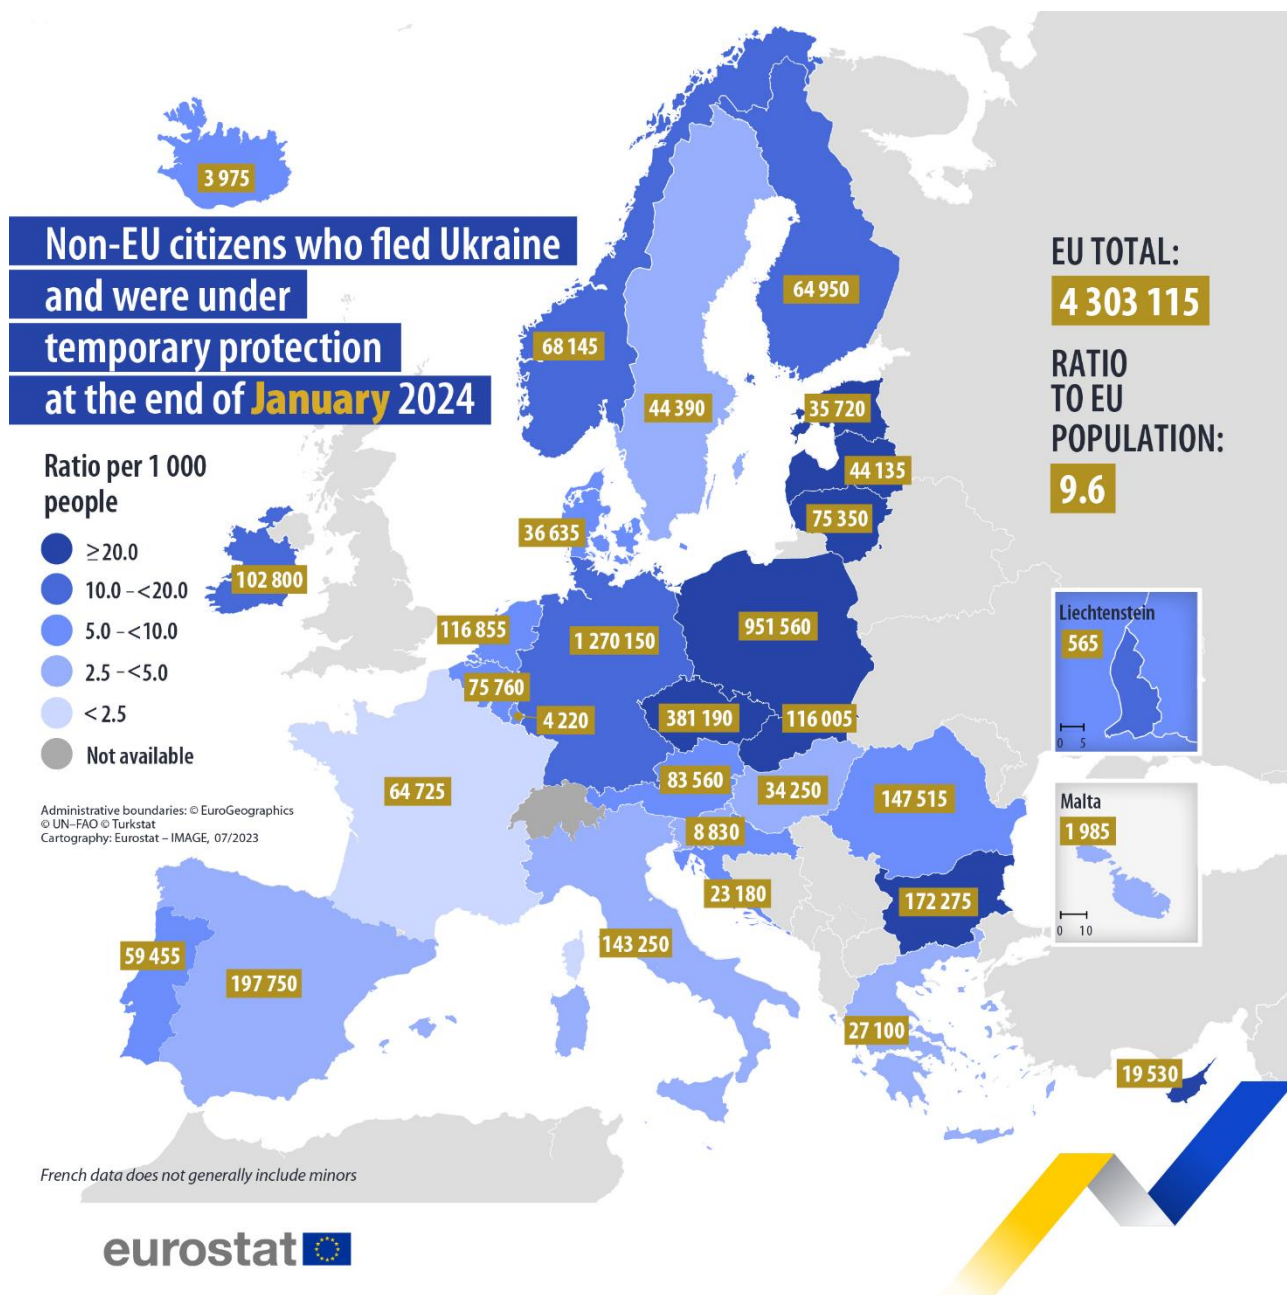 3 975
Non-EU citizens who fled Ukraine
and were under
temporary protection
at the end of January 2024
EU TOTAL:
4 303 115
RATIO
TO EU
POPULATION:
9.6
Ratio per 1 000
people
≥20.0
10.0 –<20.0
5.0 –<10.0
2.5 –<5.0
< 2.5
Not available
Administrative boundaries: © EuroGeographics
© UN–FAO © Turkstat
Cartography: Eurostat – IMAGE, 07/2023
64 950
68 145
44 390
35 720
44 135
75 350
36 635
102 800
116 855
1 270 150
951 560
75 760
4 220
381 190
116 005
83 560
34 250
147 515
64 725
8 830
23 180
172 275
143 250
59 455
197 750
27 100
19 530
Liechtenstein
565
0 5
Malta
1 985
0 10
French data does not generally include minors
eurostat